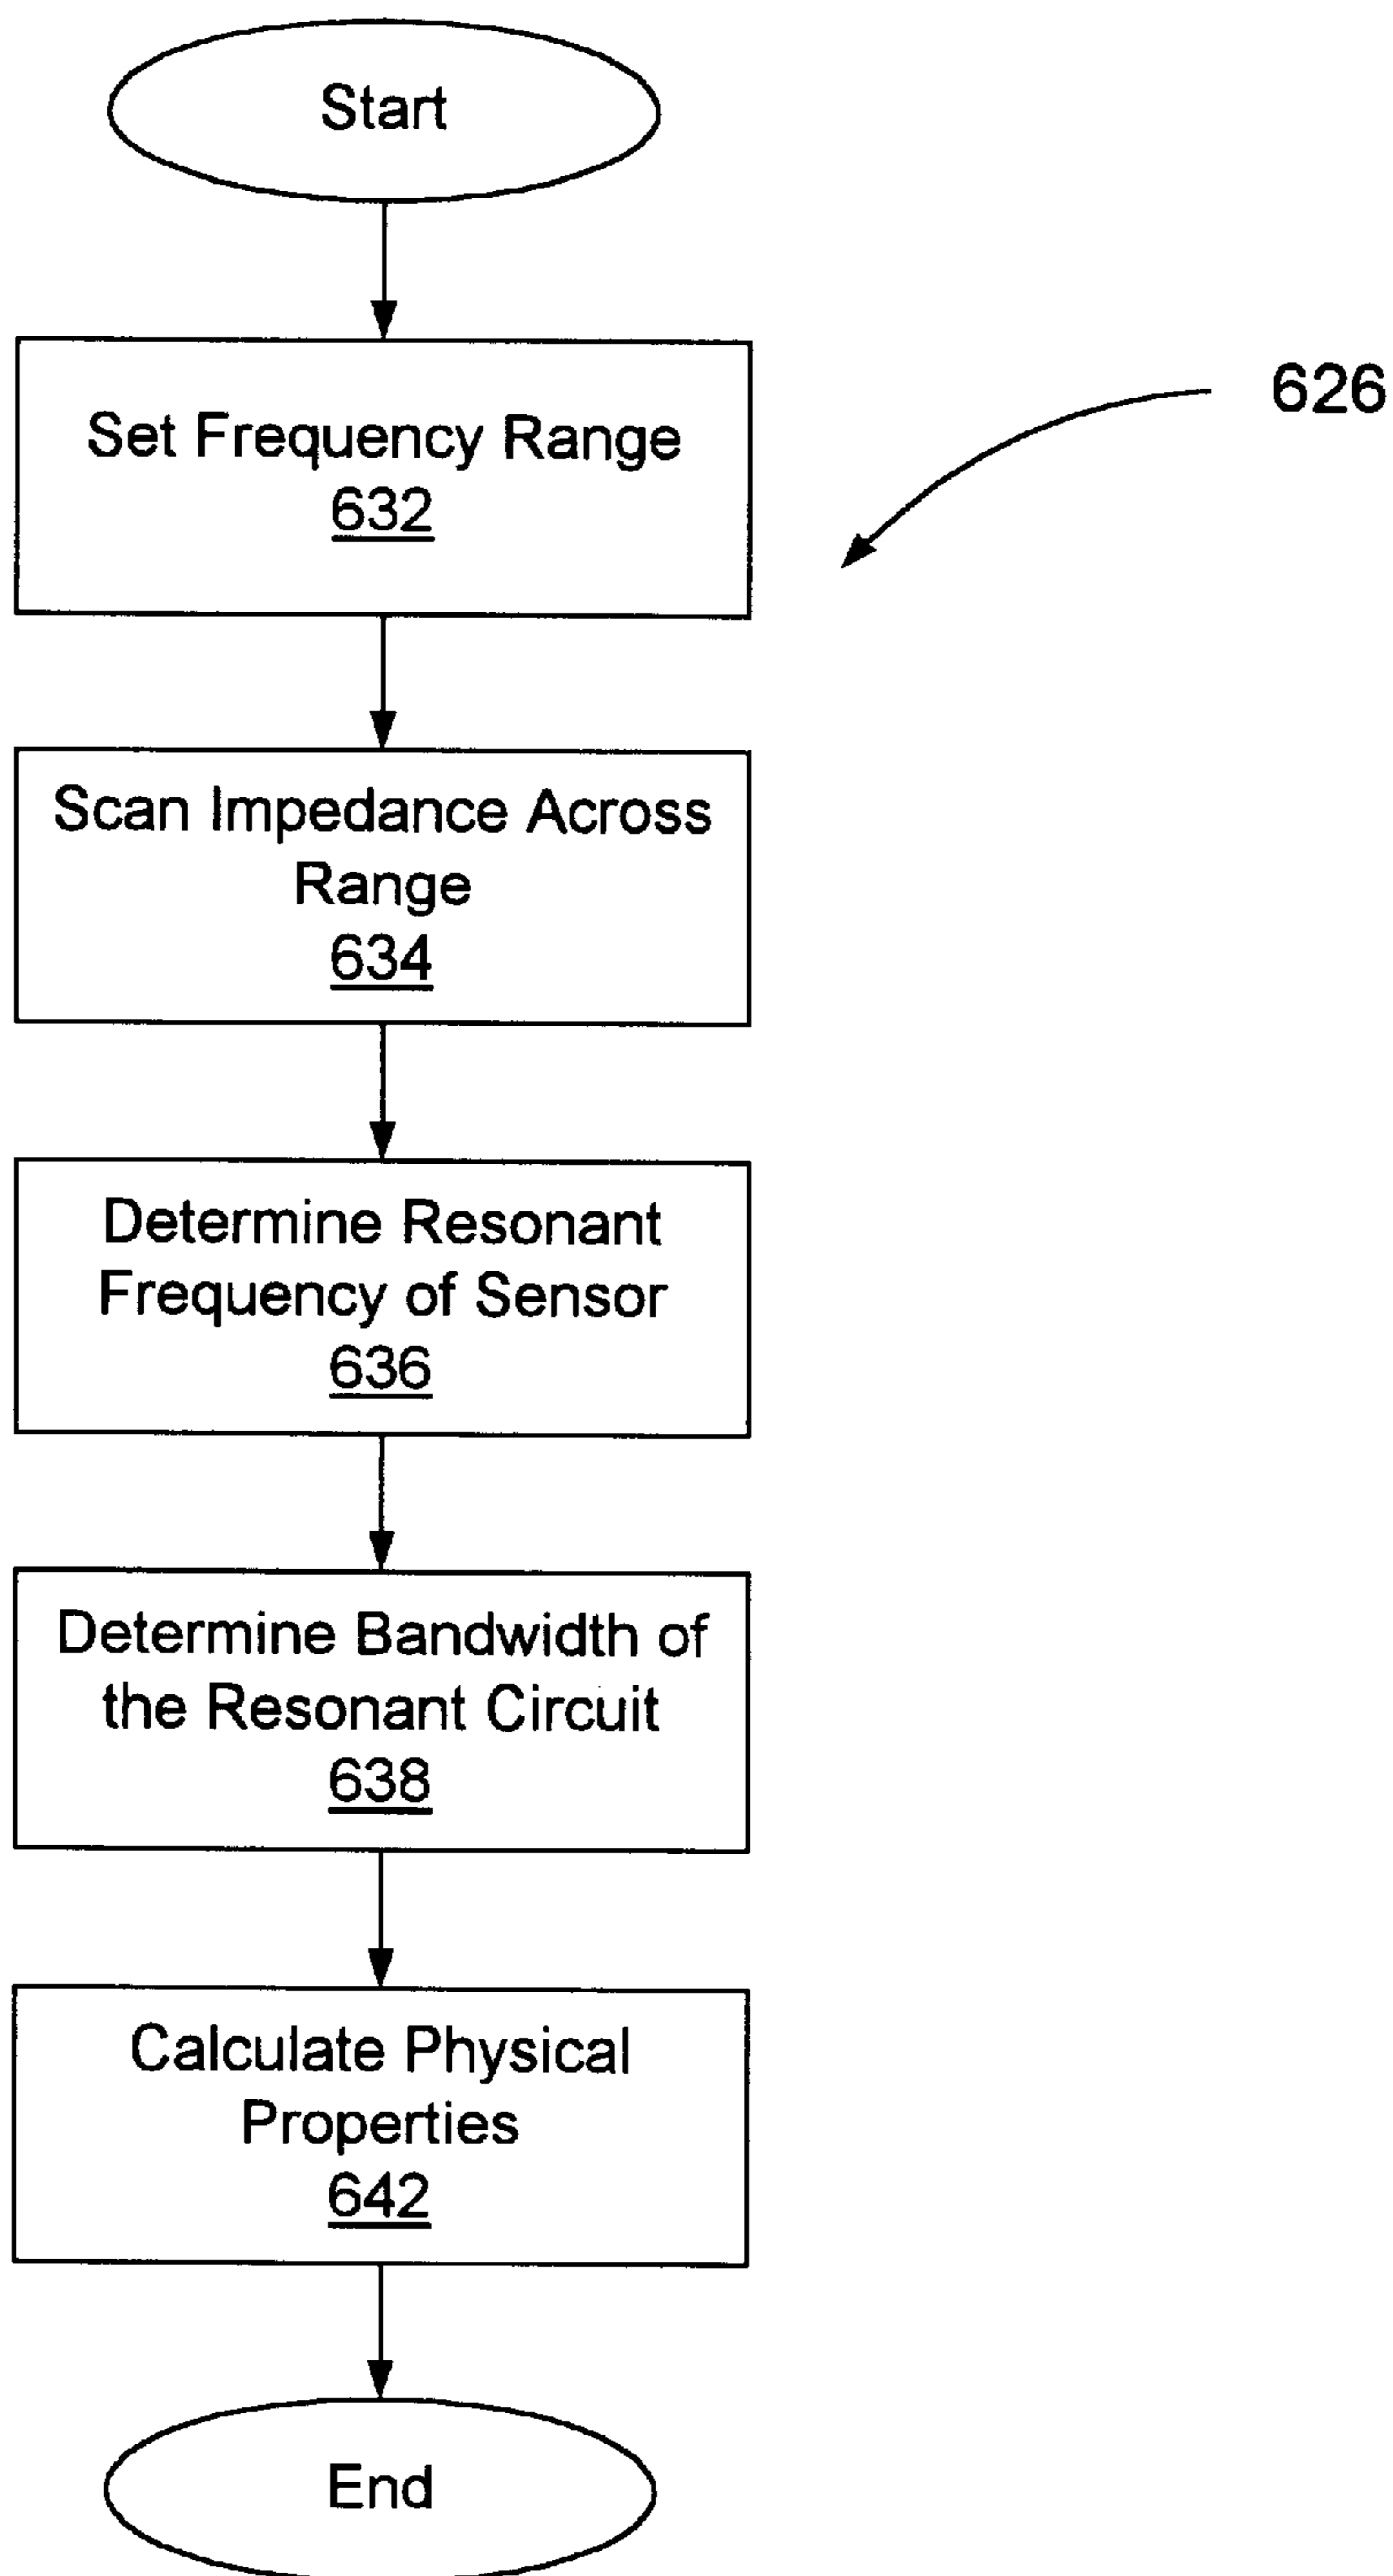 Start
Set Frequency Range
632
626
Scan Impedance Across
Range
634
Determine Resonant
Frequency of Sensor
636
Determine Bandwidth of
the Resonant Circuit
638
Calculate Physical
Properties
642
End